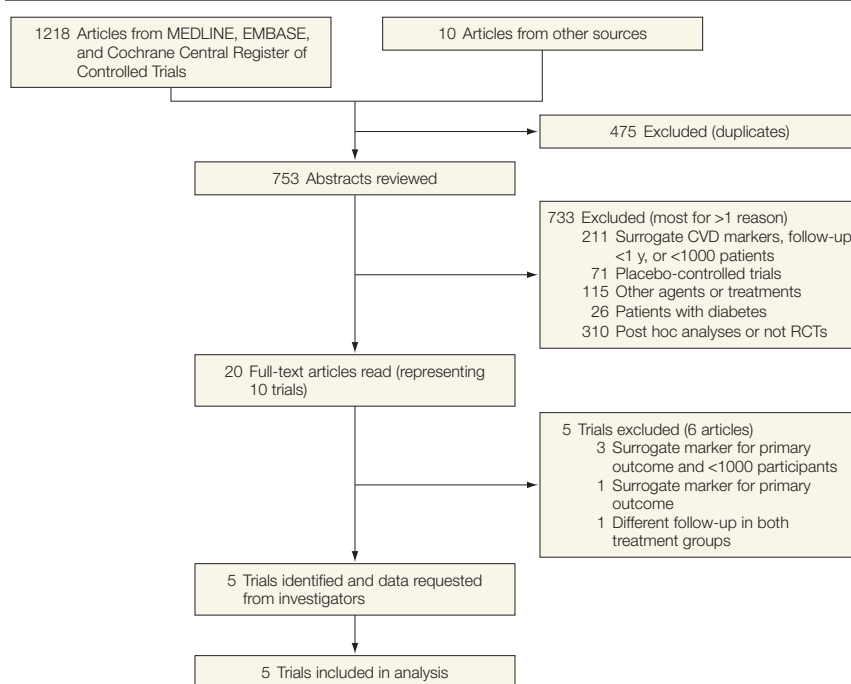 1218 Articles from MEDLINE, EMBASE,
and Cochrane Central Register of
Controlled Trials
10 Articles from other sources
475 Excluded (duplicates)
753 Abstracts reviewed
733 Excluded (most for >1 reason)
211 Surrogate CVD markers, follow-up
<1 y, or <1000 patients
71 Placebo-controlled trials
115 Other agents or treatments
26 Patients with diabetes
310 Post hoc analyses or not RCTs
20 Full-text articles read (representing
10 trials)
5 Trials excluded (6 articles)
3 Surrogate marker for primary
outcome and <1000 participants
1 Surrogate marker for primary
outcome
1 Different follow-up in both
treatment groups
5 Trials identified and data requested
from investigators
5 Trials included in analysis